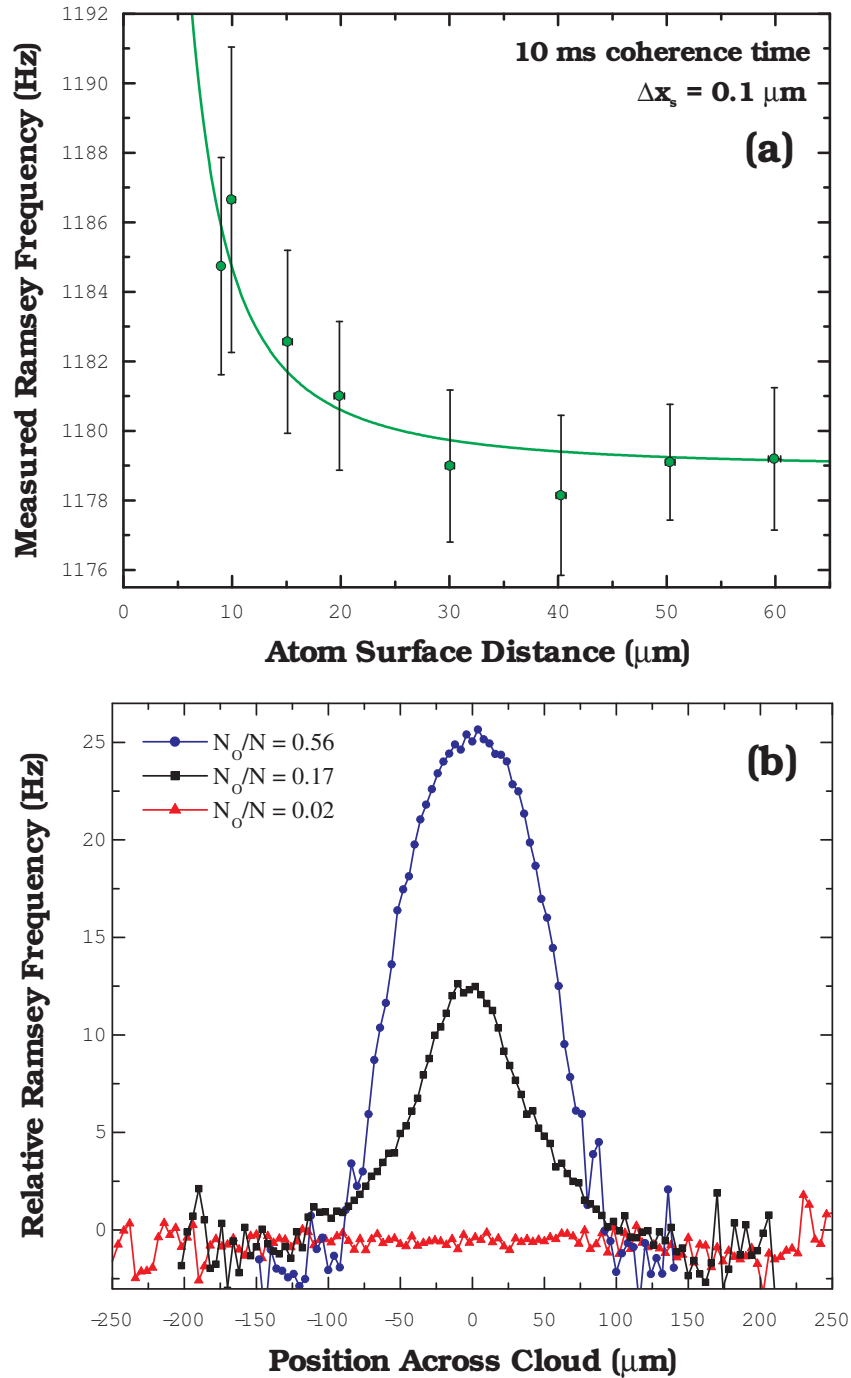 1192
1190
1188
1186
1184
1182
1180
1178
1176
Measured Ramsey Frequency (Hz)
10 ms coherence time
Δxₛ = 0.1 μm
(a)
0 10 20 30 40 50 60
Atom Surface Distance (μm)
25
20
15
10
5
0
Relative Ramsey Frequency (Hz)
N_O/N = 0.56
N_O/N = 0.17
N_O/N = 0.02
(b)
-250 -200 -150 -100 -50 0 50 100 150 200 250
Position Across Cloud (μm)